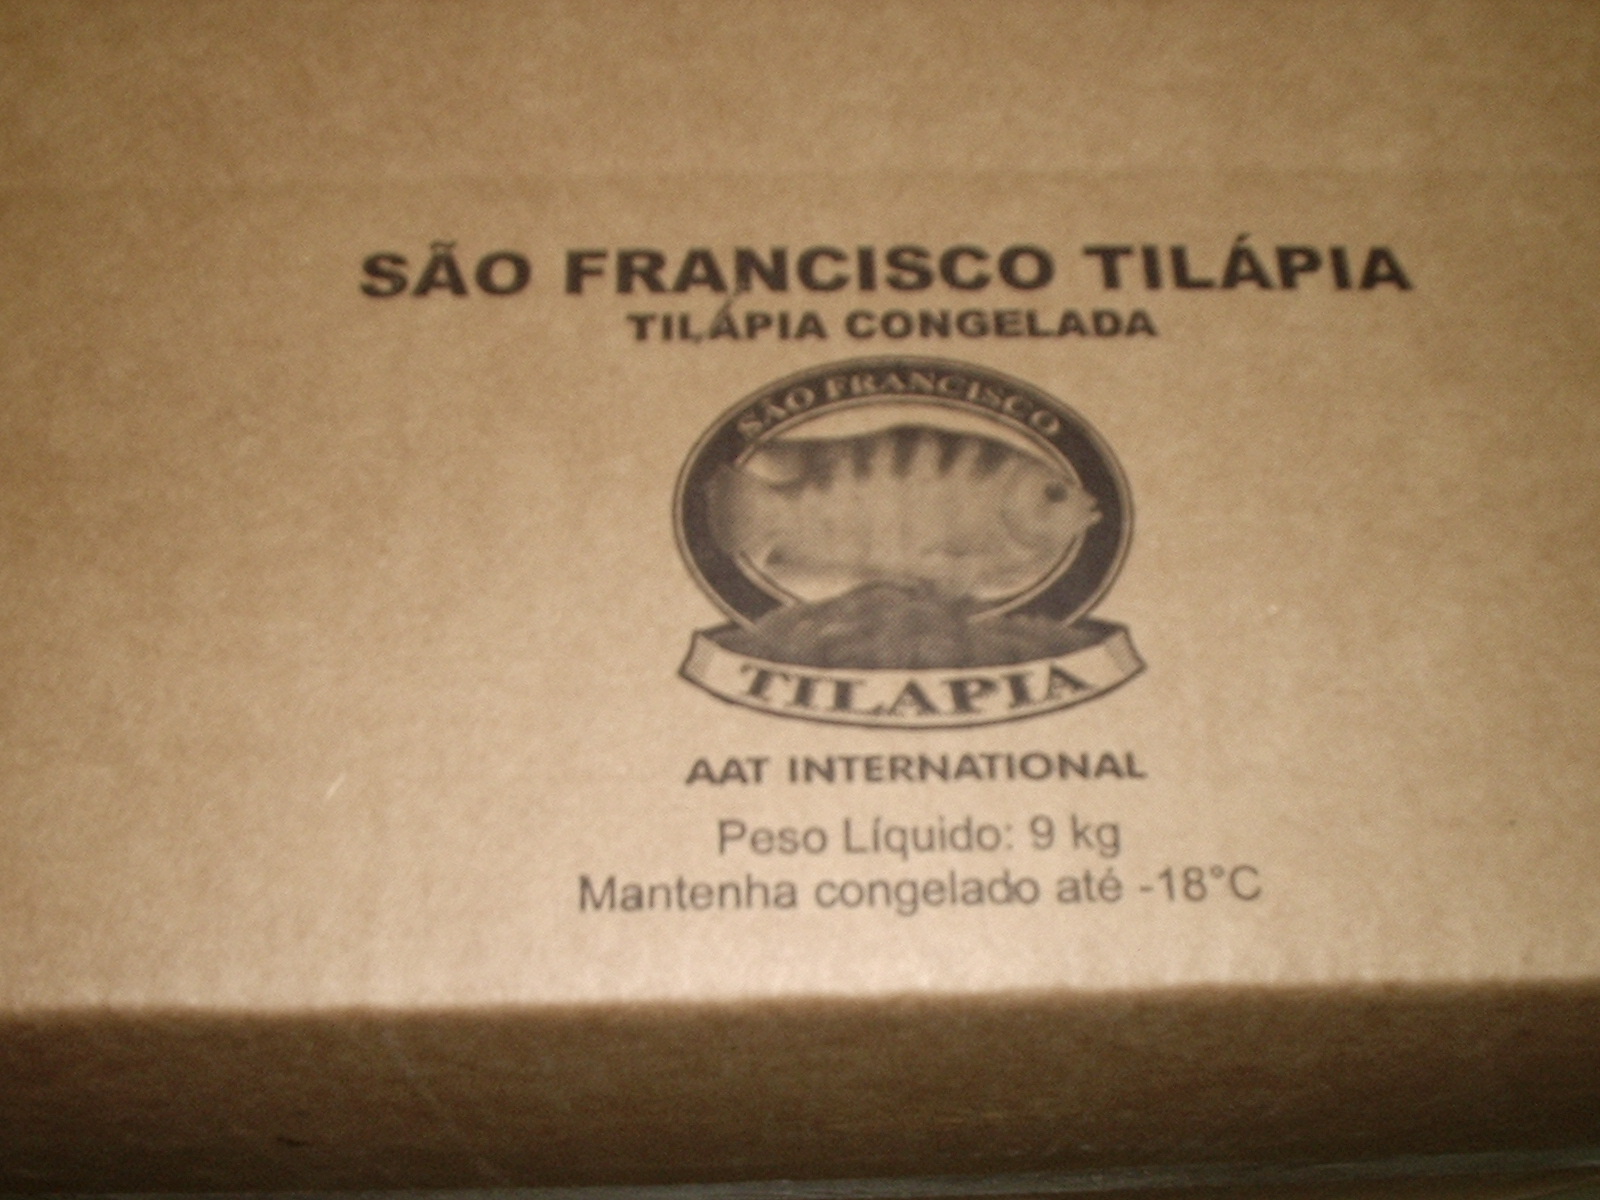 SÃO FRANCISCO TILÁPIA
TILÁPIA CONGELADA
SÃO FRANCISCO
TILAPIA
AAT INTERNATIONAL
Peso Líquido: 9 kg
Mantenha congelado até -18°C